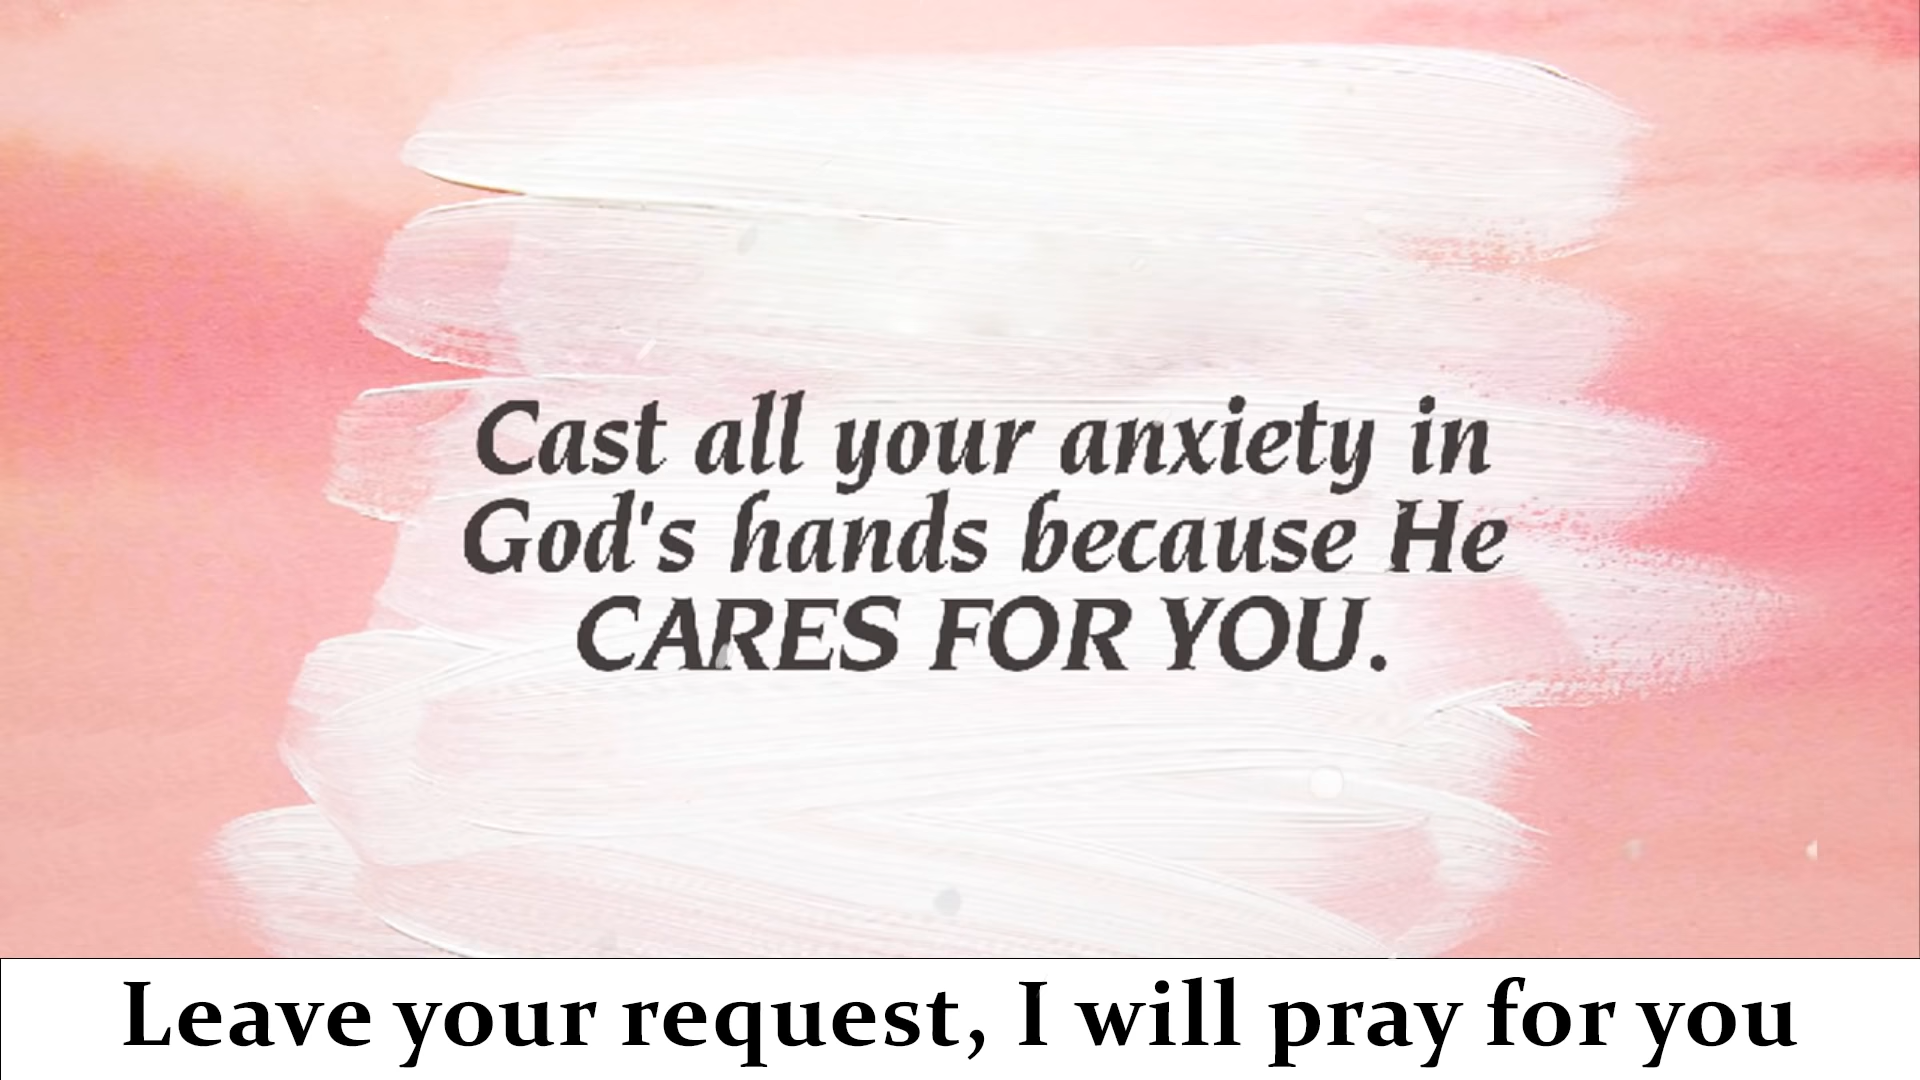 Cast all your anxiety in
God's hands because He
CARES FOR YOU.
Leave your request, I will pray for you